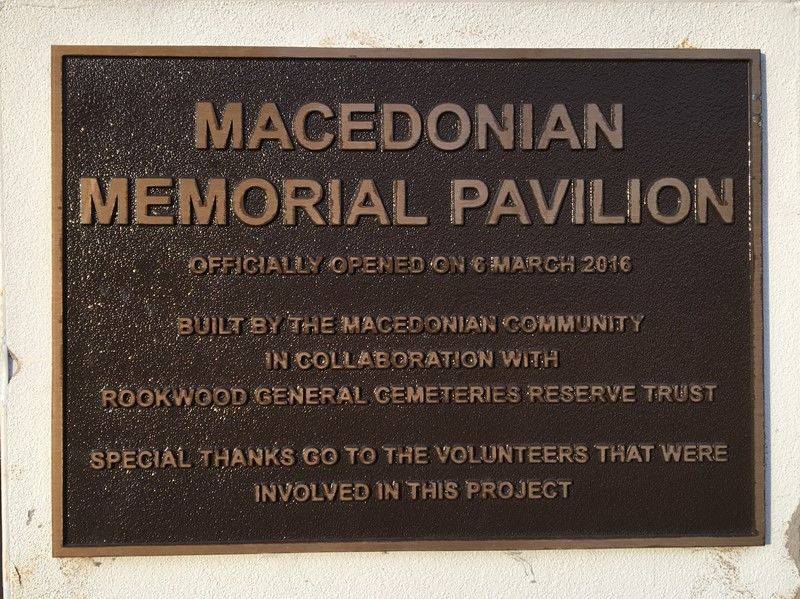 MACEDONIAN
MEMORIAL PAVILION
OFFICIALLY OPENED ON 6 MARCH 2016
BUILT BY THE MACEDONIAN COMMUNITY
IN COLLABORATION WITH
ROOKWOOD GENERAL CEMETERIES RESERVE TRUST
SPECIAL THANKS GO TO THE VOLUNTEERS THAT WERE
INVOLVED IN THIS PROJECT